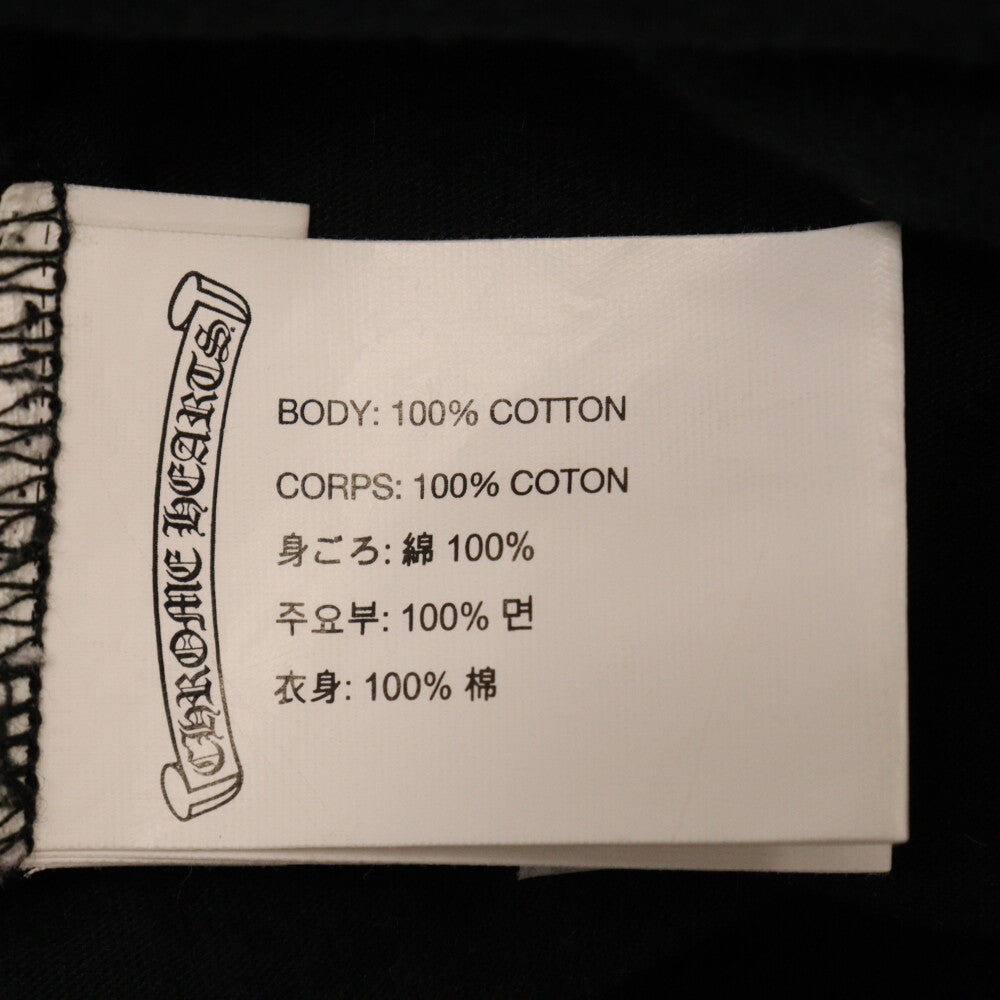 CHROME HEARTS
BODY: 100% COTTON
CORPS: 100% COTON
身ごろ: 綿 100%
주요부: 100% 면
衣身: 100% 棉